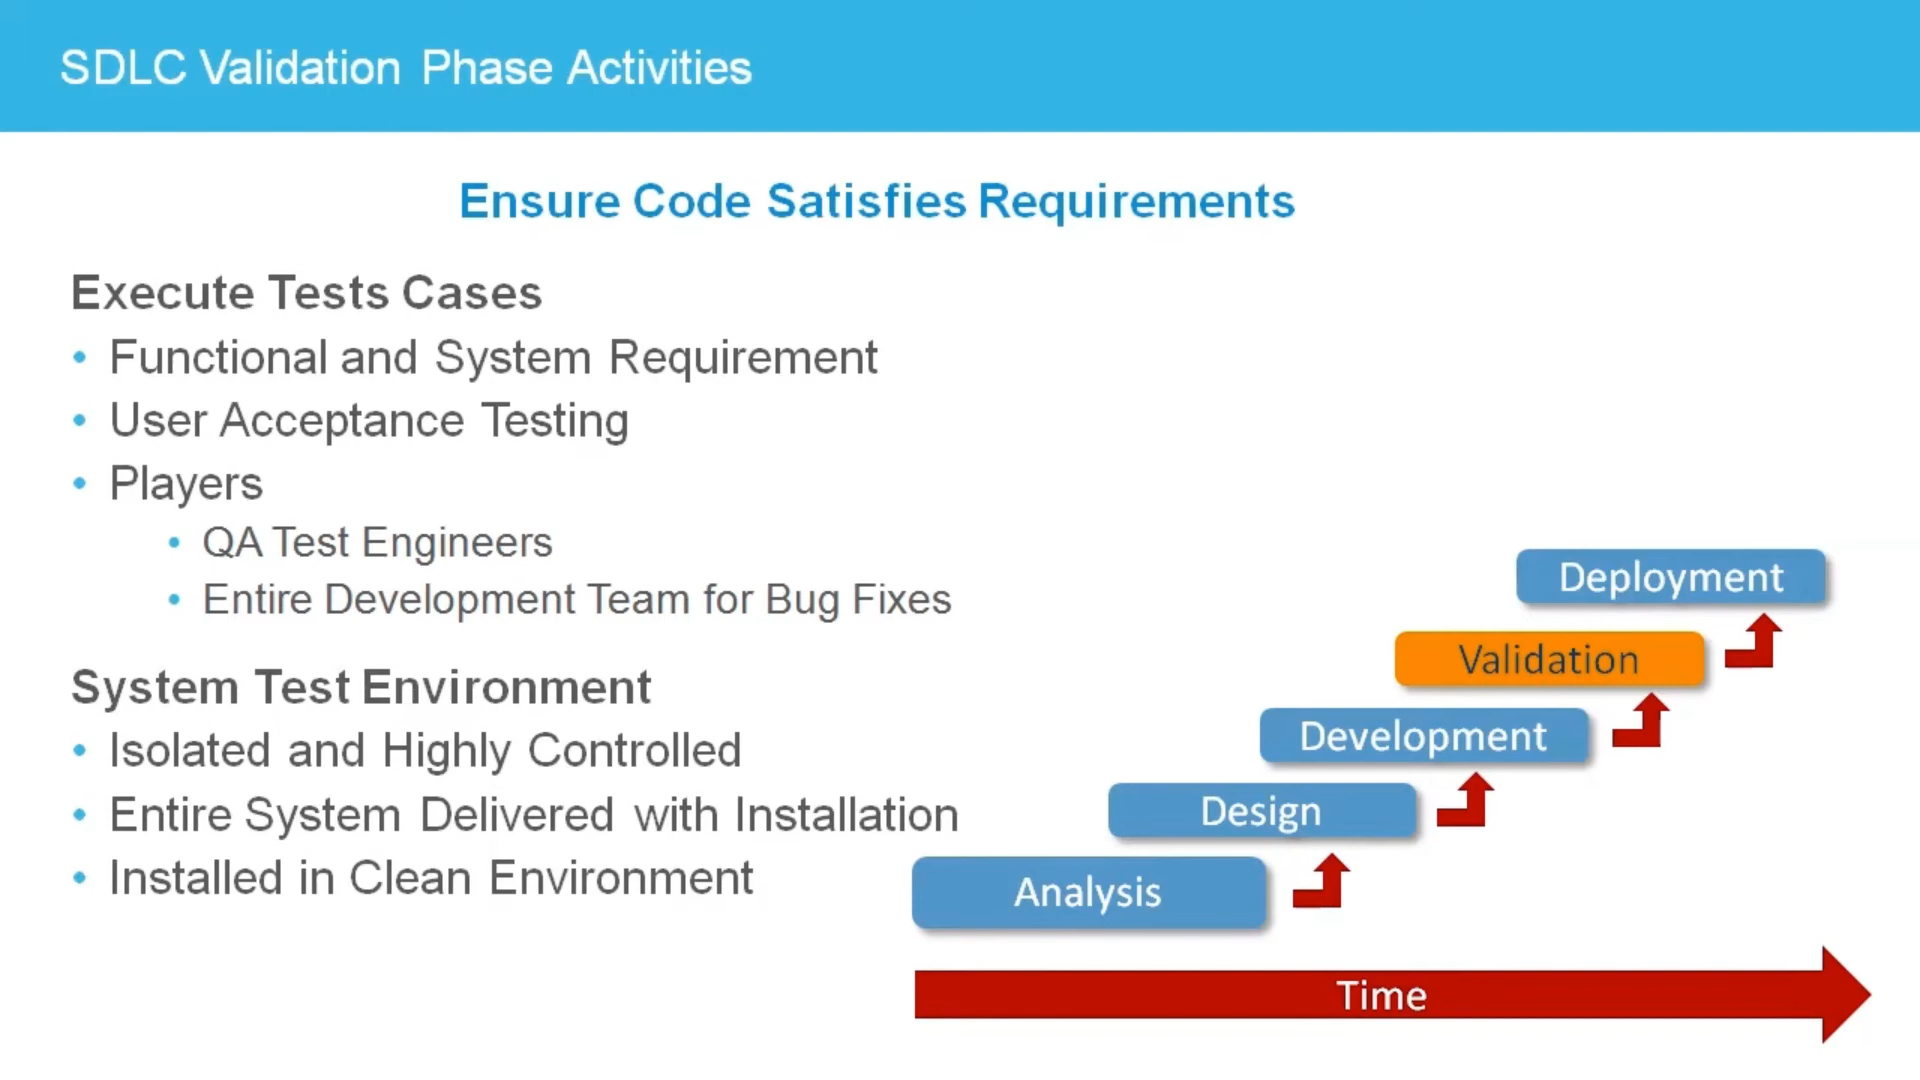 SDLC Validation Phase Activities
Ensure Code Satisfies Requirements
Execute Tests Cases
• Functional and System Requirement
• User Acceptance Testing
• Players
• QA Test Engineers
• Entire Development Team for Bug Fixes
System Test Environment
• Isolated and Highly Controlled
• Entire System Delivered with Installation
• Installed in Clean Environment
Deployment
Validation
Development
Design
Analysis
Time